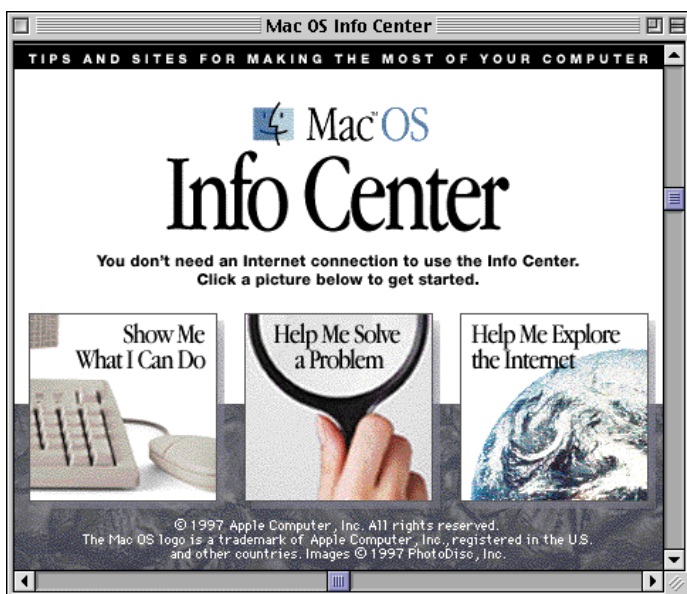 Mac OS Info Center
TIPS AND SITES FOR MAKING THE MOST OF YOUR COMPUTER
Mac™OS
Info Center
You don't need an Internet connection to use the Info Center.
Click a picture below to get started.
Show Me
What I Can Do
Help Me Solve
a Problem
Help Me Explore
the Internet
© 1997 Apple Computer, Inc. All rights reserved.
The Mac OS logo is a trademark of Apple Computer, Inc., registered in the U.S.
and other countries. Images © 1997 PhotoDisc, Inc.